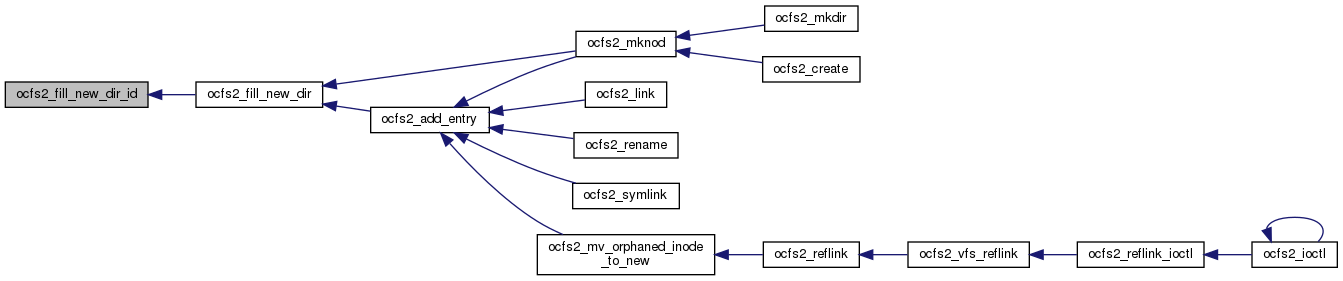 ocfs2_fill_new_dir_id
ocfs2_fill_new_dir
ocfs2_mknod
ocfs2_mkdir
ocfs2_create
ocfs2_add_entry
ocfs2_link
ocfs2_rename
ocfs2_symlink
ocfs2_mv_orphaned_inode
_to_new
ocfs2_reflink
ocfs2_vfs_reflink
ocfs2_reflink_ioctl
ocfs2_ioctl